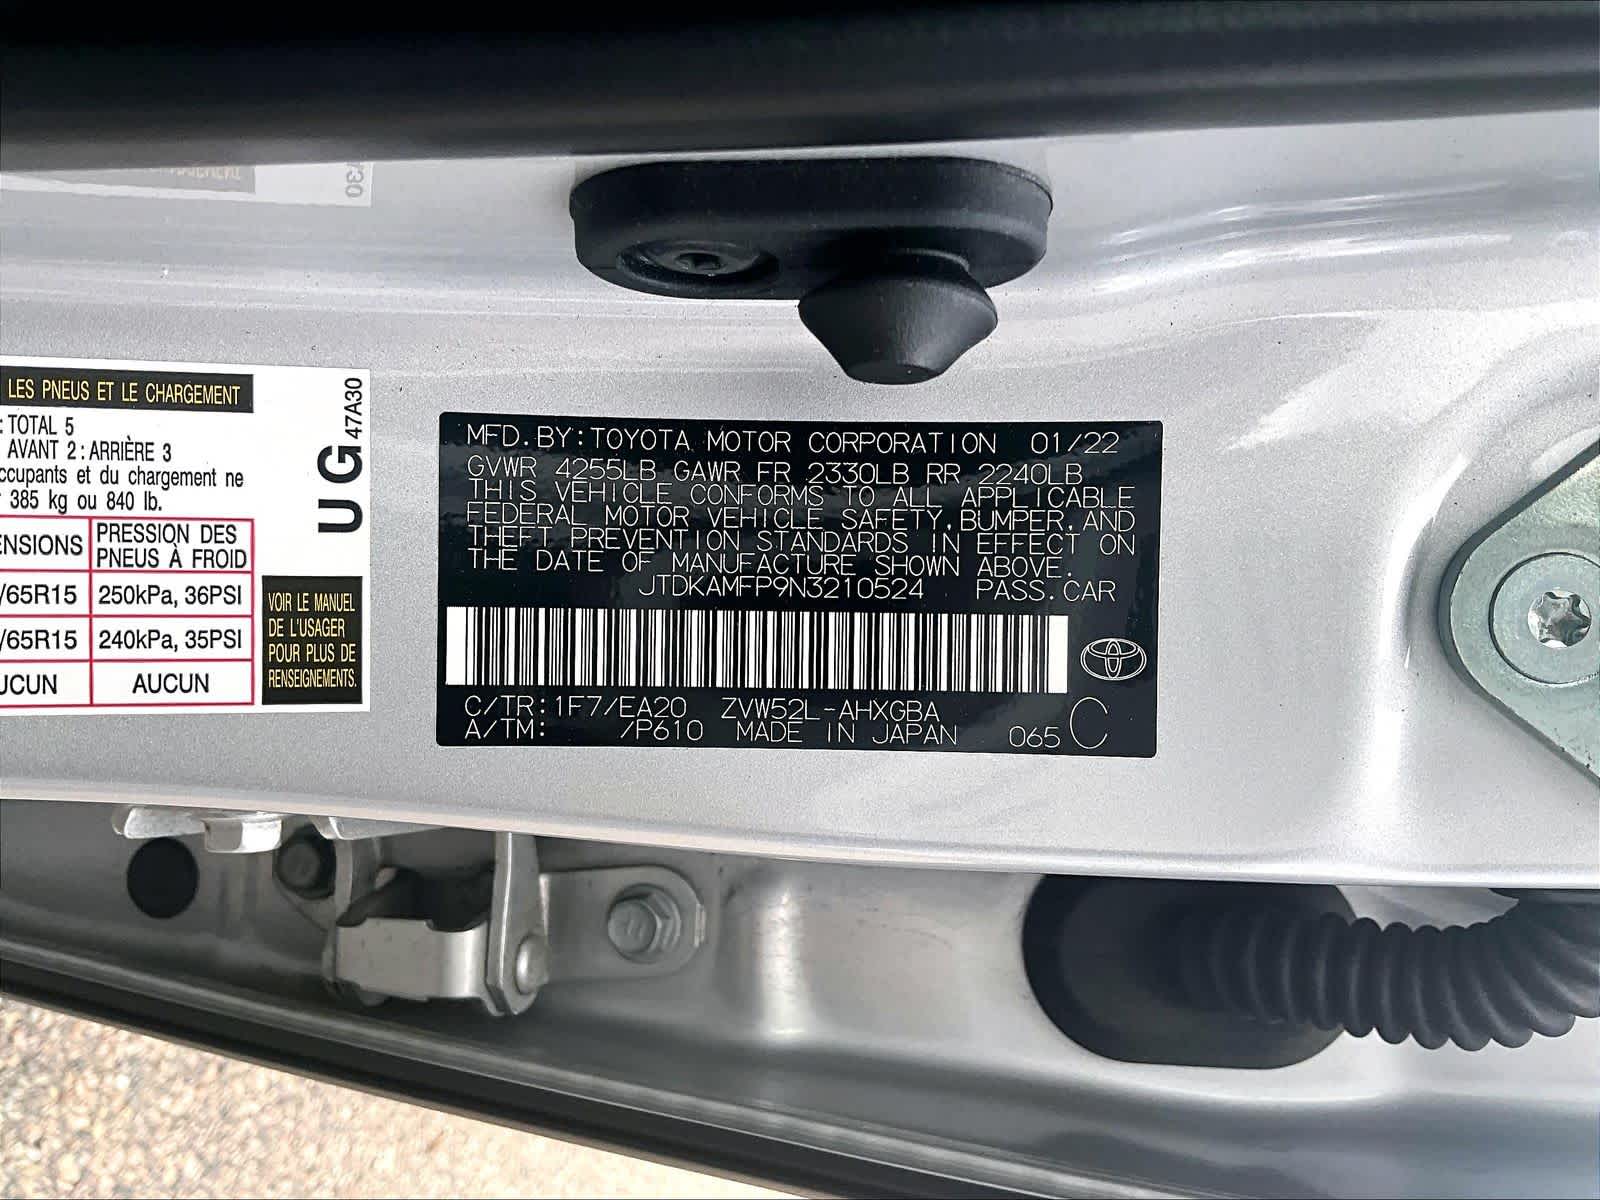 LES PNEUS ET LE CHARGEMENT
: TOTAL 5
AVANT 2 : ARRIÈRE 3
ccupants et du chargement ne
385 kg ou 840 lb.
ENSIONS PRESSION DES PNEUS À FROID
/65R15 250kPa, 36PSI
/65R15 240kPa, 35PSI
UCUN AUCUN
UG 47A30
VOIR LE MANUEL
DE L'USAGER
POUR PLUS DE
RENSEIGNEMENTS.
MFD. BY: TOYOTA MOTOR CORPORATION 01/22
GVWR 4255LB GAWR FR 2330LB RR 2240LB
THIS VEHICLE CONFORMS TO ALL APPLICABLE
FEDERAL MOTOR VEHICLE SAFETY, BUMPER, AND
THEFT PREVENTION STANDARDS IN EFFECT ON
THE DATE OF MANUFACTURE SHOWN ABOVE.
JTDKAMFP9N3210524 PASS. CAR
C/TR: 1F7/EA20 ZVW52L-AHXGBA
A/TM: /P610 MADE IN JAPAN 065 C